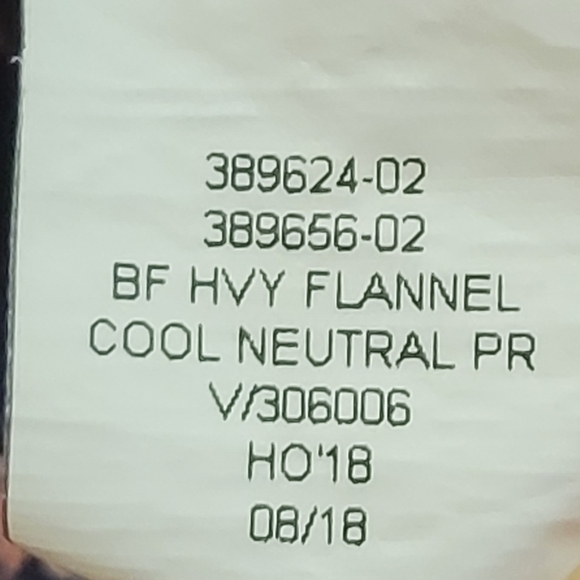 389624-02
389656-02
BF HVY FLANNEL
COOL NEUTRAL PR
V/306006
HO'18
08/18